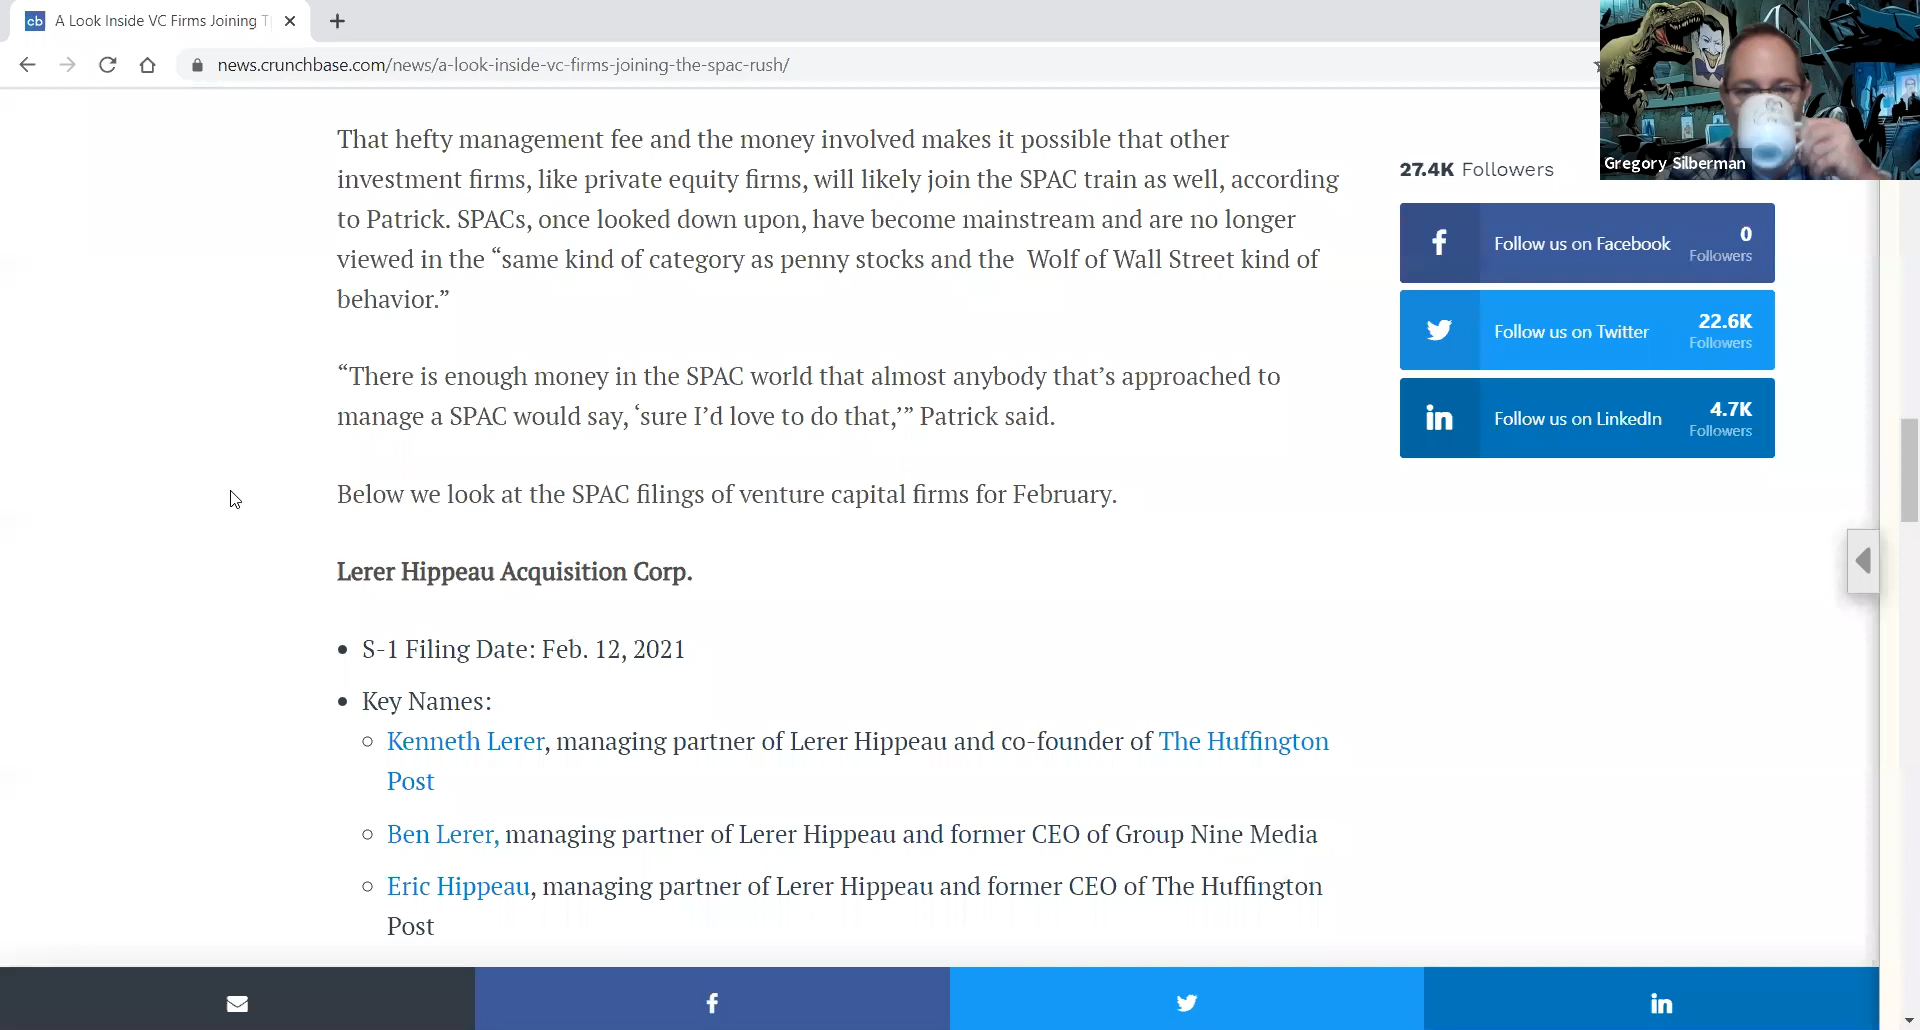 cb A Look Inside VC Firms Joining T
news.crunchbase.com/news/a-look-inside-vc-firms-joining-the-spac-rush/
Gregory Silberman
That hefty management fee and the money involved makes it possible that other
investment firms, like private equity firms, will likely join the SPAC train as well, according
to Patrick. SPACs, once looked down upon, have become mainstream and are no longer
viewed in the “same kind of category as penny stocks and the Wolf of Wall Street kind of
behavior.”
“There is enough money in the SPAC world that almost anybody that’s approached to
manage a SPAC would say, ‘sure I’d love to do that,’” Patrick said.
Below we look at the SPAC filings of venture capital firms for February.
Lerer Hippeau Acquisition Corp.
• S-1 Filing Date: Feb. 12, 2021
• Key Names:
○ Kenneth Lerer, managing partner of Lerer Hippeau and co-founder of The Huffington
Post
○ Ben Lerer, managing partner of Lerer Hippeau and former CEO of Group Nine Media
○ Eric Hippeau, managing partner of Lerer Hippeau and former CEO of The Huffington
Post
27.4K Followers
Follow us on Facebook 0
Followers
Follow us on Twitter 22.6K
Followers
Follow us on LinkedIn 4.7K
Followers